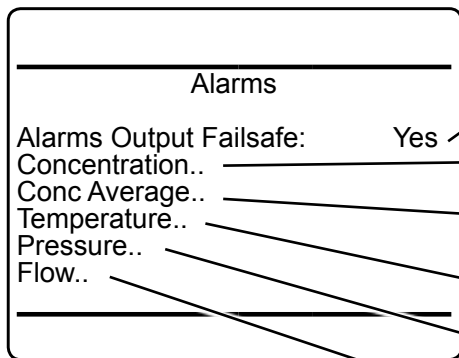 Alarms
Alarms Output Failsafe: Yes
Concentration..
Conc Average..
Temperature..
Pressure..
Flow..